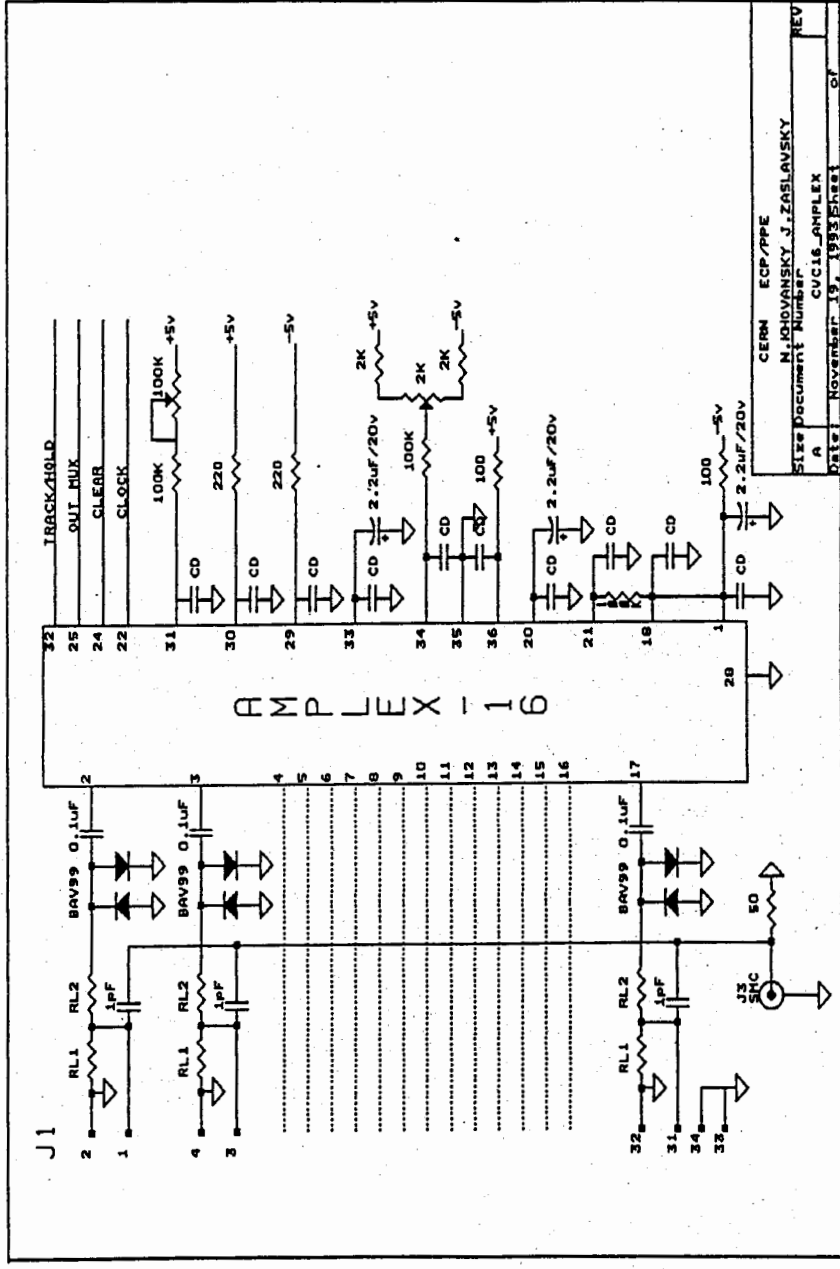 J1
2
1
4
3
32
31
34
33
RL1
RL2
1pF
BAV99
0.1uF
RL1
RL2
1pF
BAV99
0.1uF
RL1
RL2
1pF
BAV99
0.1uF
J3
SMC
50
2
3
4
5
6
7
8
9
10
11
12
13
14
15
16
17
AMPLEX-16
32
TRACK/HOLD
25
OUT MUX
24
CLEAR
22
CLOCK
31
CD
100K
100K
+5v
30
CD
220
+5v
29
CD
220
-5v
33
CD
2.2uF/20v
+
34
CD
100K
2K
+5v
2K
2K
-5v
35
CD
36
100
+5v
20
CD
2.2uF/20v
+
21
CD
18
CD
1
CD
100
-5v
2.2uF/20v
+
28
CERN ECP/PPE
N.KHOVANSKY J.ZASLAVSKY
Size
Document Number
REV
A
CVC16_AMPLEX
Date: November 19, 1993
Sheet of